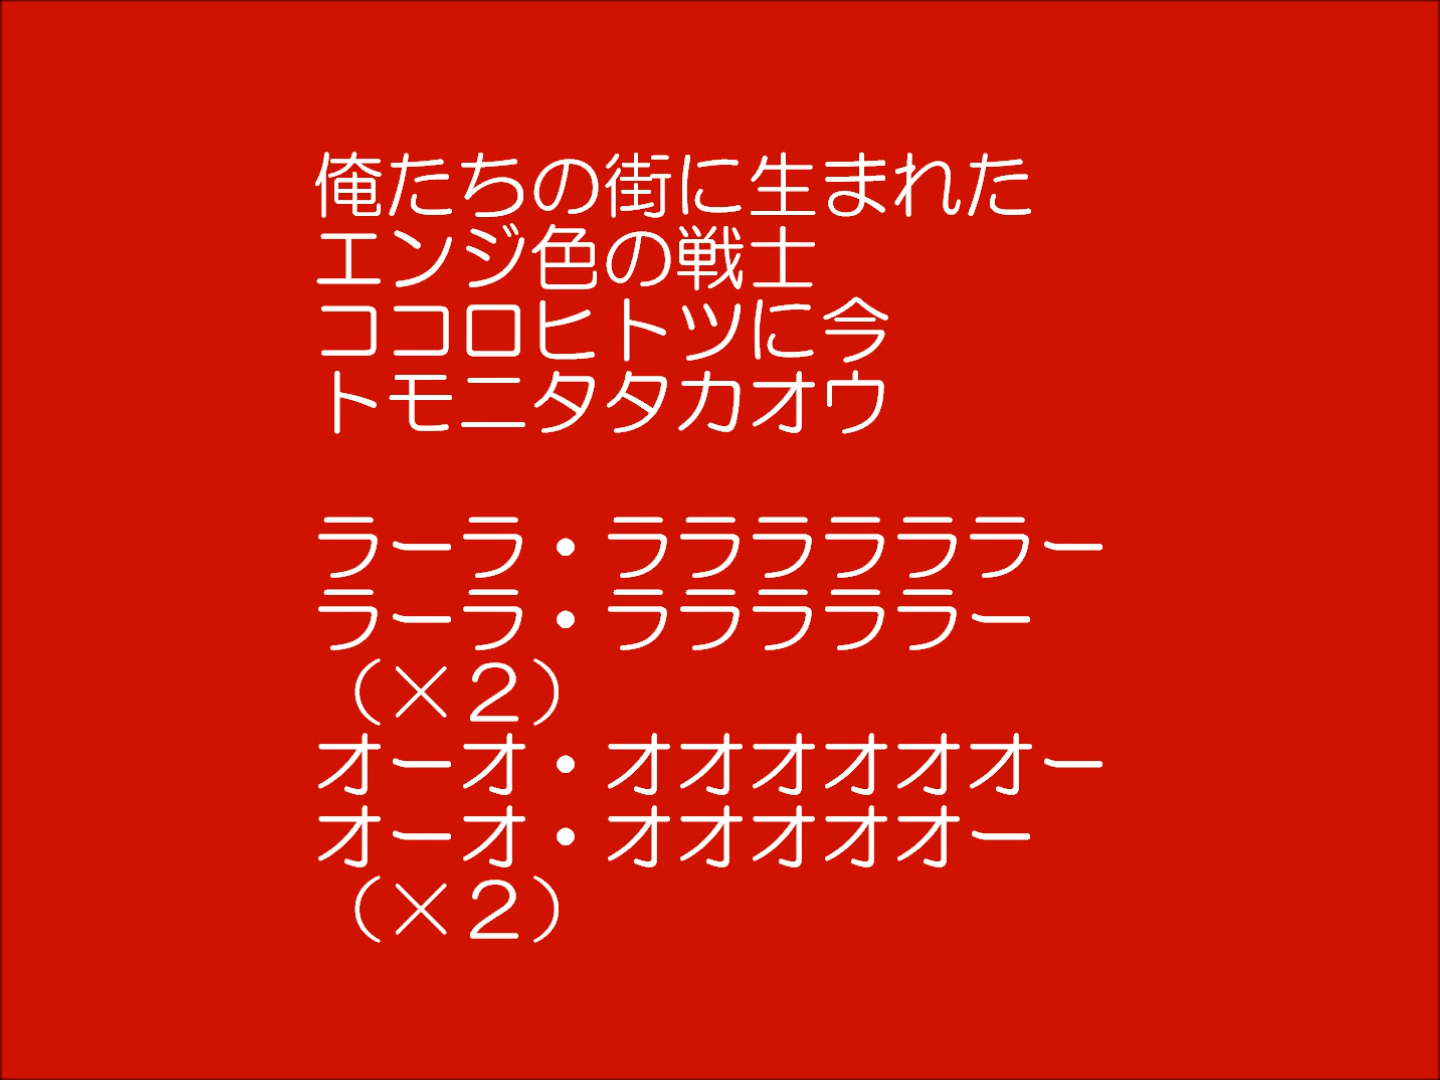 俺たちの街に生まれた
エンジ色の戦士
ココロヒトツに今
トモニタタカオウ
ラーラ・ララララララー
ラーラ・ラララララー
（×２）
オーオ・オオオオオオー
オーオ・オオオオオー
（×２）